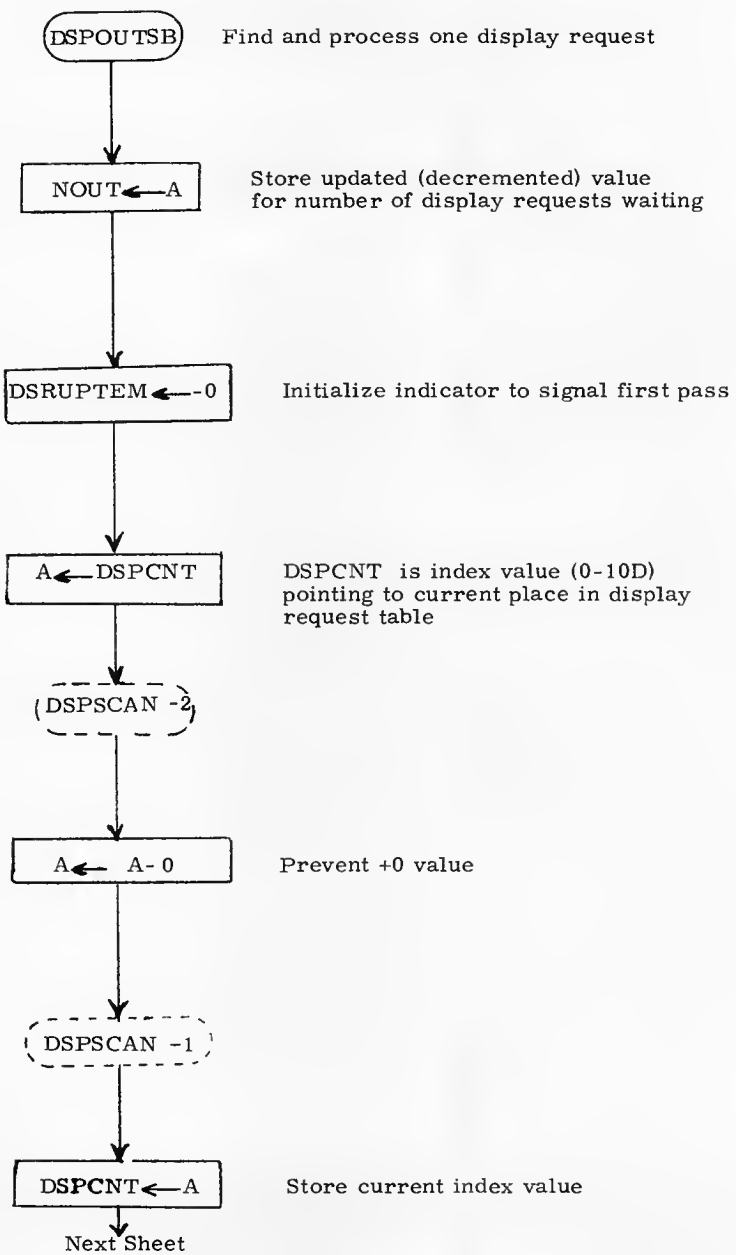 DSPOUTSB Find and process one display request
NOUT ← A Store updated (decremented) value
for number of display requests waiting
DSRUPTEM ← -0 Initialize indicator to signal first pass
A ← DSPCNT DSPCNT is index value (0-10D)
pointing to current place in display
request table
DSPSCAN -2
A ← A- 0 Prevent +0 value
DSPSCAN -1
DSPCNT ← A Store current index value
Next Sheet